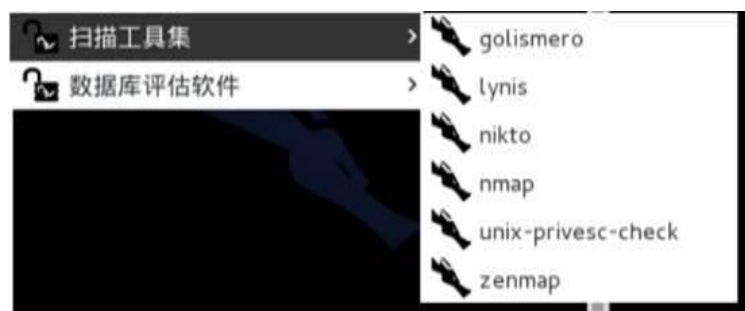 扫描工具集
数据库评估软件
golismero
lynis
nikto
nmap
unix-privesc-check
zenmap